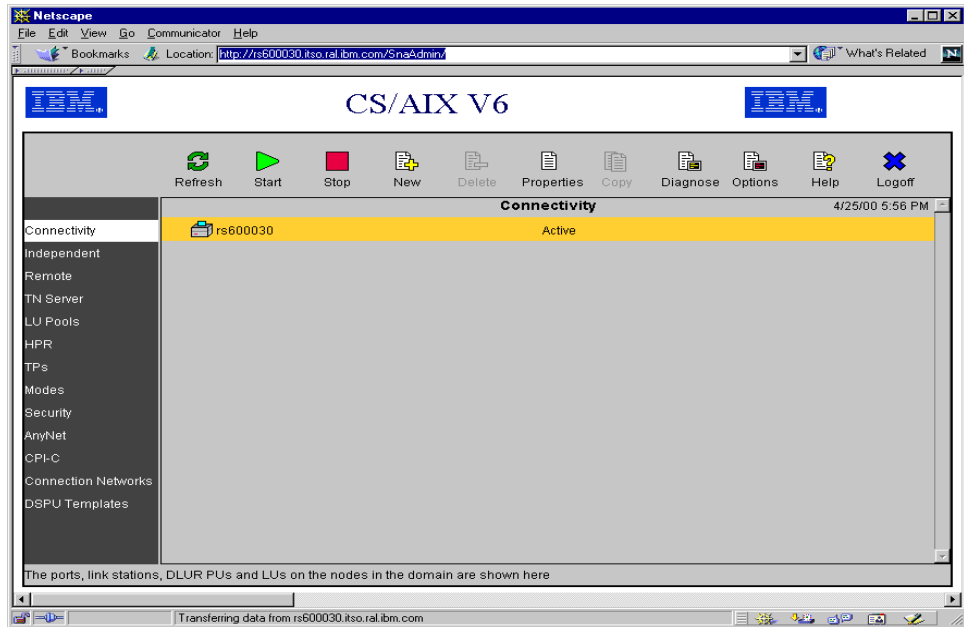 Netscape
File Edit View Go Communicator Help
Bookmarks Location: http://rs600030.itso.ral.ibm.com/SnaAdmin/ What's Related N
IBM. CS/AIX V6 IBM.
Refresh Start Stop New Delete Properties Copy Diagnose Options Help Logoff
Connectivity 4/25/00 5:56 PM
Connectivity rs600030 Active
Independent
Remote
TN Server
LU Pools
HPR
TPs
Modes
Security
AnyNet
CPI-C
Connection Networks
DSPU Templates
The ports, link stations, DLUR PUs and LUs on the nodes in the domain are shown here
Transferring data from rs600030.itso.ral.ibm.com